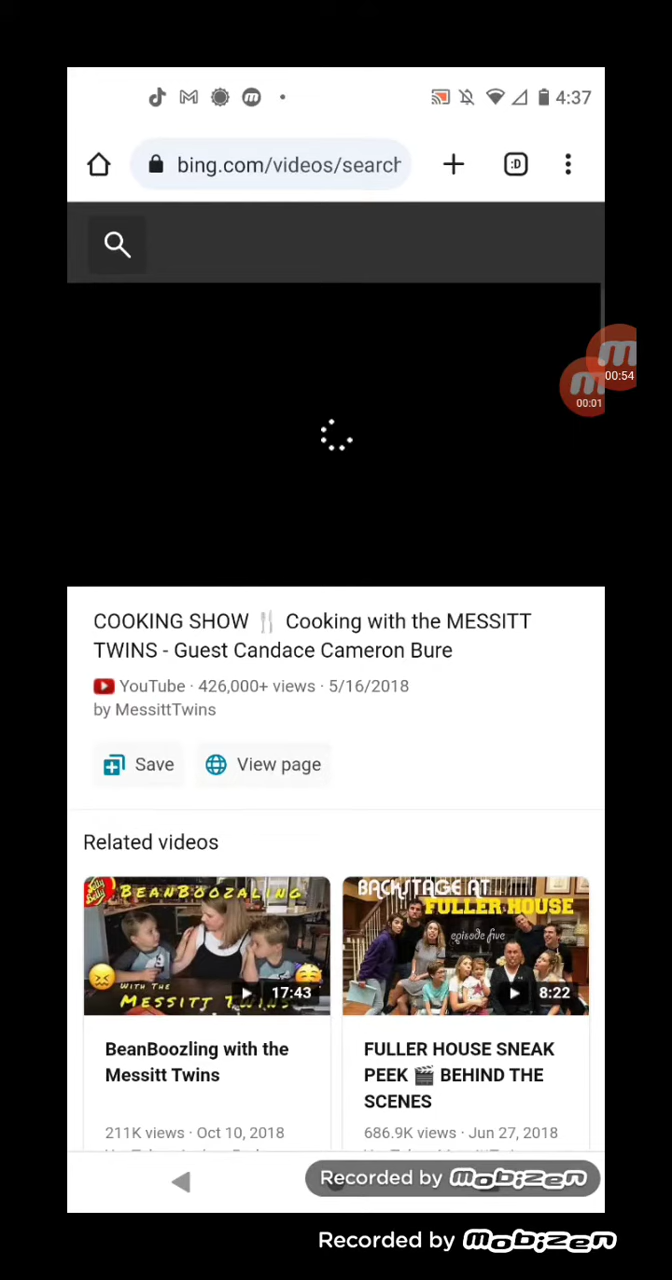 4:37
bing.com/videos/search
00:54
00:01
COOKING SHOW 🍴 Cooking with the MESSITT
TWINS - Guest Candace Cameron Bure
YouTube · 426,000+ views · 5/16/2018
by MessittTwins
Save
View page
Related videos
Jelly Belly
BEANBOOZALING
WITH THE
MESSITT TWINS
17:43
BACKSTAGE AT
FULLER HOUSE
episode five
8:22
BeanBoozling with the
Messitt Twins
FULLER HOUSE SNEAK
PEEK 🎬 BEHIND THE
SCENES
211K views · Oct 10, 2018
686.9K views · Jun 27, 2018
Recorded by mobizen
Recorded by mobizen